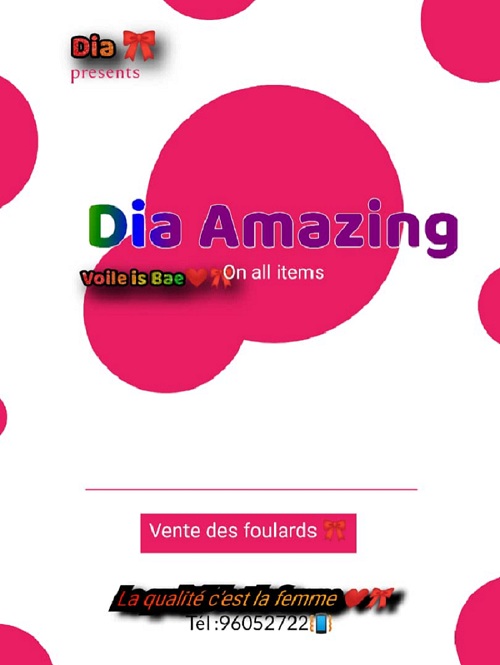 Dia 🎀
presents
Dia Amazing
On all items
Voile is Bae❤️🎀
Vente des foulards 🎀
La qualité c'est la femme ❤️🎀
Tél :96052722📳